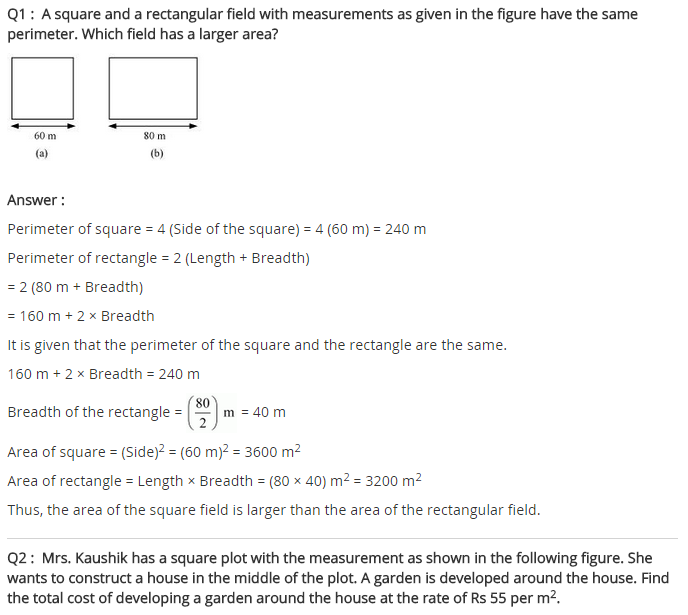 Q1 : A square and a rectangular field with measurements as given in the figure have the same
perimeter. Which field has a larger area?
60 m
80 m
(a)
(b)
Answer :
Perimeter of square = 4 (Side of the square) = 4 (60 m) = 240 m
Perimeter of rectangle = 2 (Length + Breadth)
= 2 (80 m + Breadth)
= 160 m + 2 × Breadth
It is given that the perimeter of the square and the rectangle are the same.
160 m + 2 × Breadth = 240 m
Breadth of the rectangle = (80/2) m = 40 m
Area of square = (Side)² = (60 m)² = 3600 m²
Area of rectangle = Length × Breadth = (80 × 40) m² = 3200 m²
Thus, the area of the square field is larger than the area of the rectangular field.
Q2 : Mrs. Kaushik has a square plot with the measurement as shown in the following figure. She
wants to construct a house in the middle of the plot. A garden is developed around the house. Find
the total cost of developing a garden around the house at the rate of Rs 55 per m².